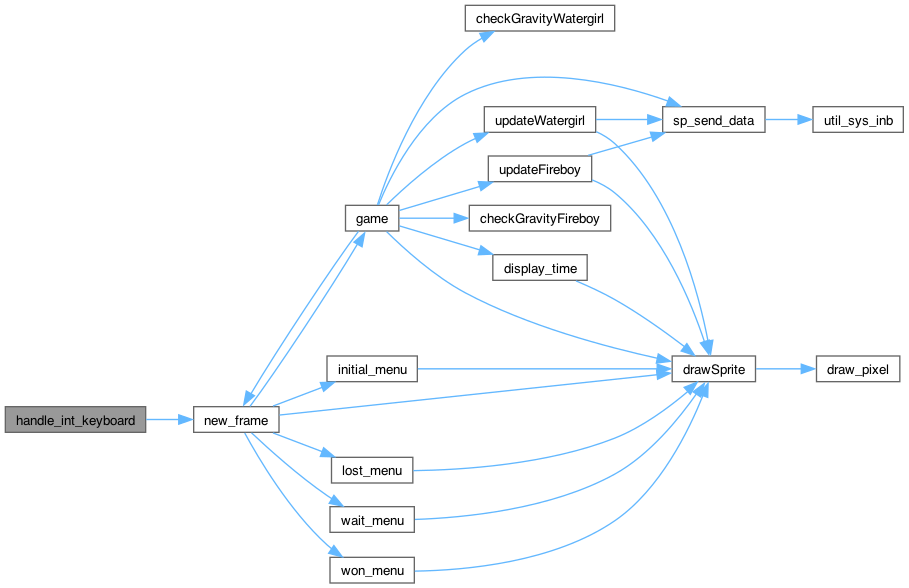 checkGravityWatergirl
updateWatergirl
sp_send_data
util_sys_inb
updateFireboy
game
checkGravityFireboy
display_time
initial_menu
drawSprite
draw_pixel
handle_int_keyboard
new_frame
lost_menu
wait_menu
won_menu